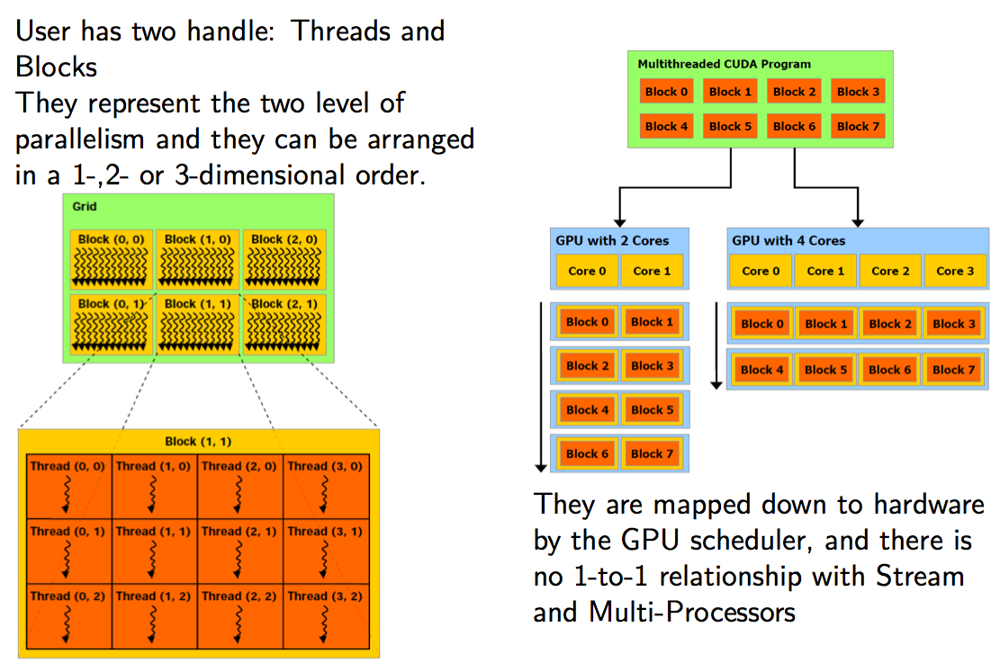 User has two handle: Threads and
Blocks
They represent the two level of
parallelism and they can be arranged
in a 1-,2- or 3-dimensional order.
Grid
Block (0, 0) Block (1, 0) Block (2, 0)
Block (0, 1) Block (1, 1) Block (2, 1)
Block (1, 1)
Thread (0, 0) Thread (1, 0) Thread (2, 0) Thread (3, 0)
Thread (0, 1) Thread (1, 1) Thread (2, 1) Thread (3, 1)
Thread (0, 2) Thread (1, 2) Thread (2, 2) Thread (3, 2)
Multithreaded CUDA Program
Block 0 Block 1 Block 2 Block 3
Block 4 Block 5 Block 6 Block 7
GPU with 2 Cores
Core 0 Core 1
Block 0 Block 1
Block 2 Block 3
Block 4 Block 5
Block 6 Block 7
GPU with 4 Cores
Core 0 Core 1 Core 2 Core 3
Block 0 Block 1 Block 2 Block 3
Block 4 Block 5 Block 6 Block 7
They are mapped down to hardware
by the GPU scheduler, and there is
no 1-to-1 relationship with Stream
and Multi-Processors